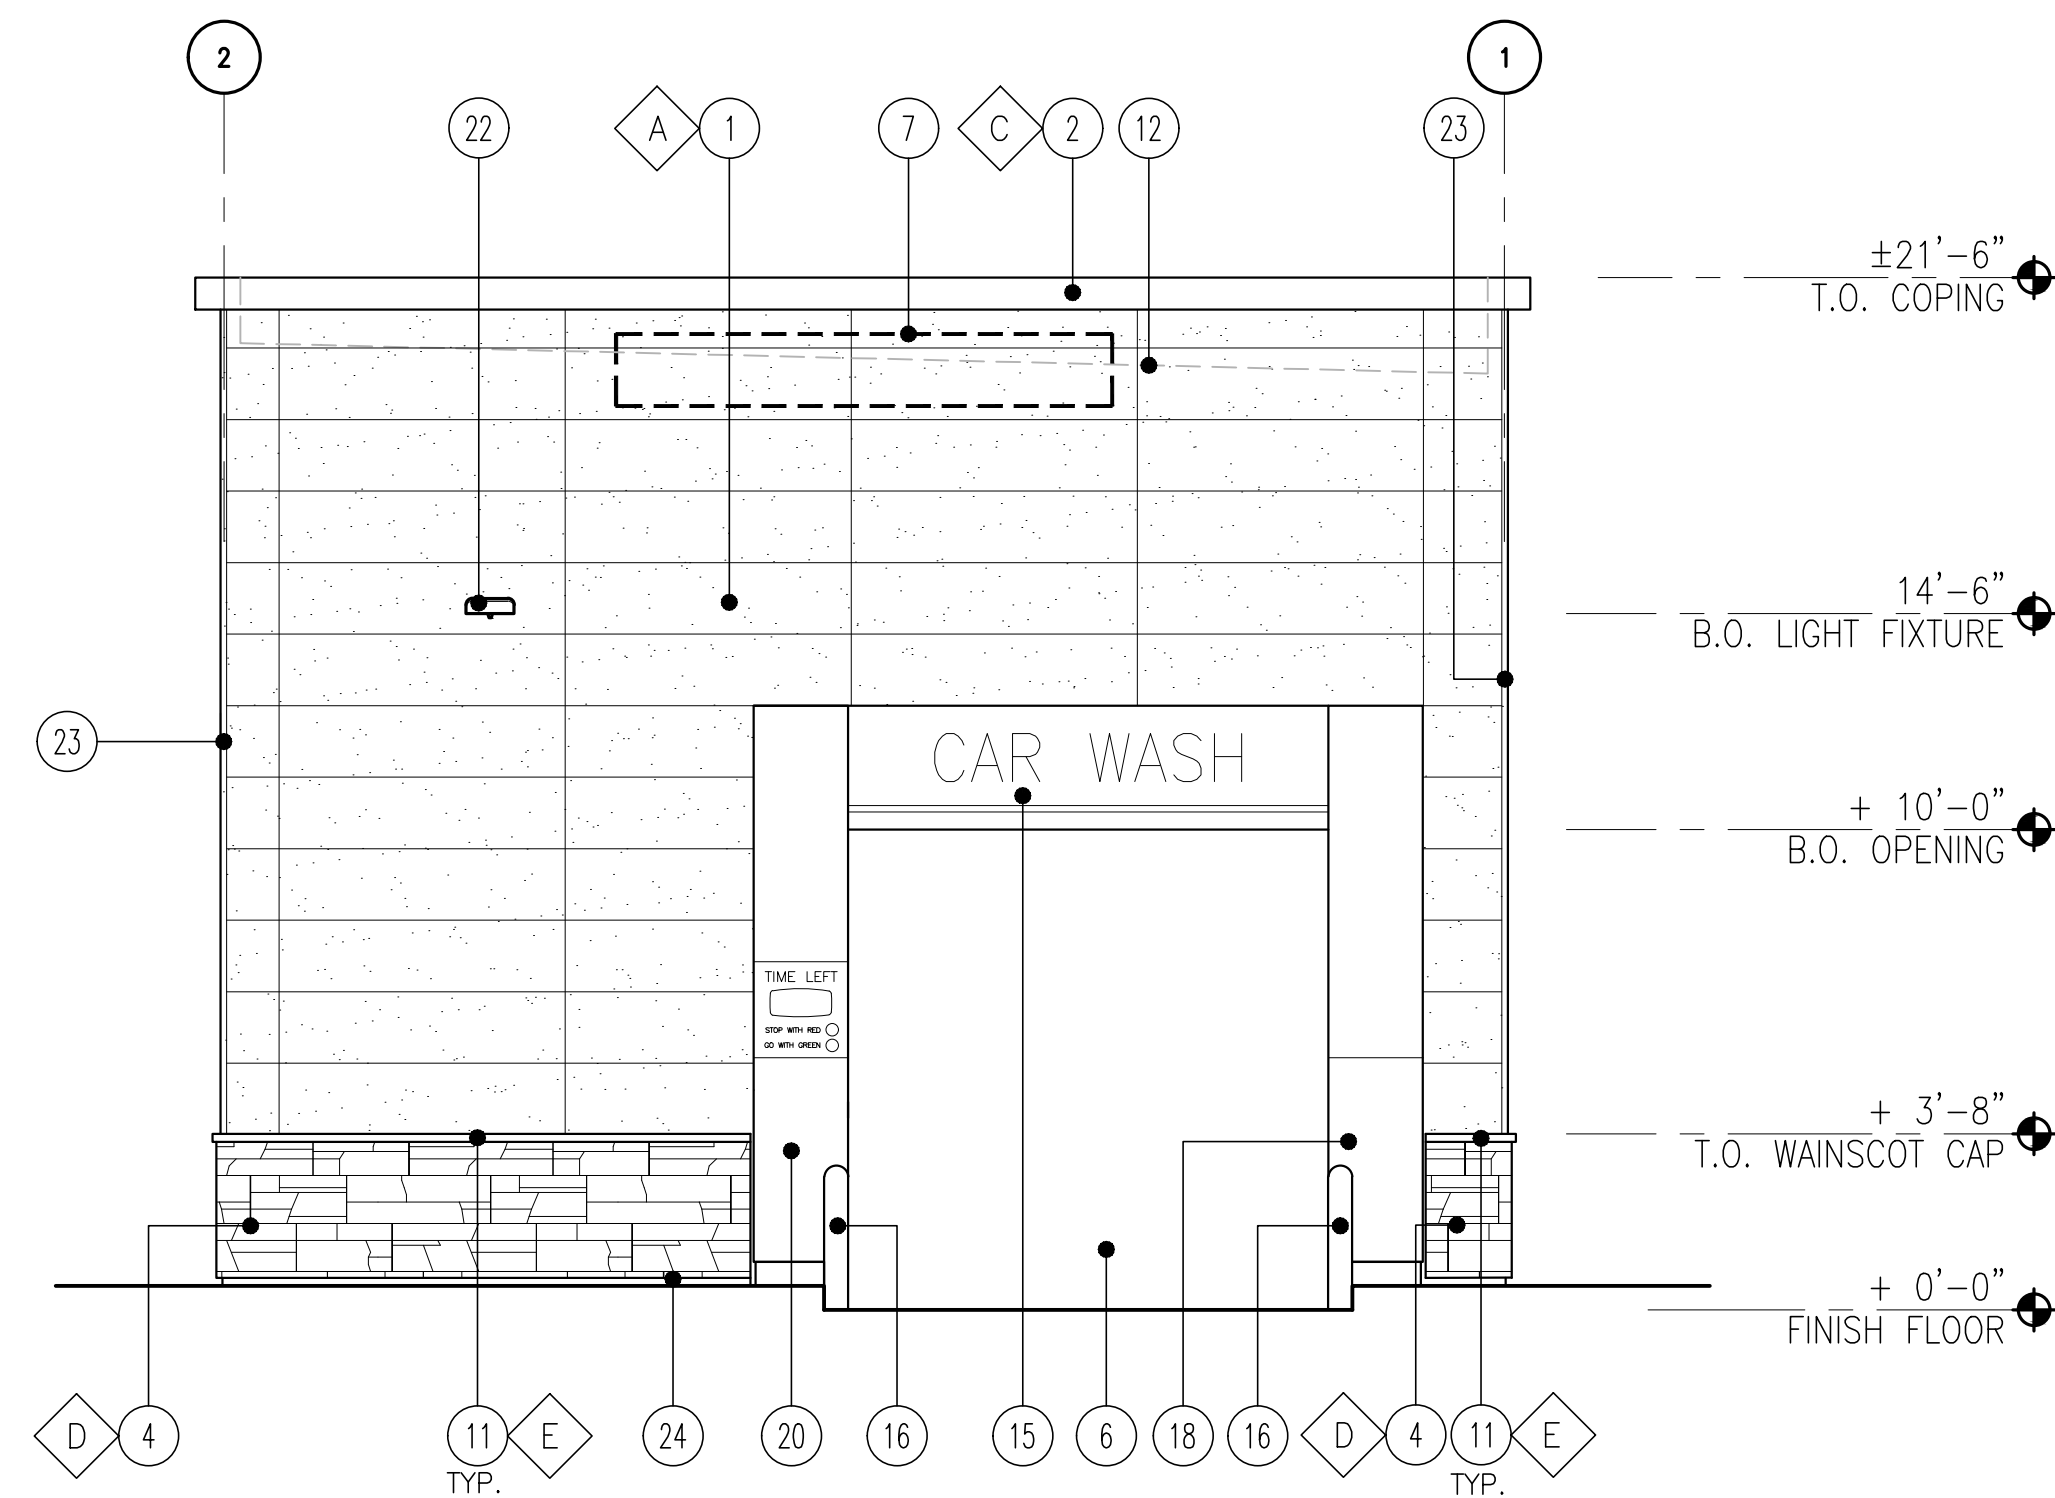 2
1
22
A
1
7
C
2
12
23
±21'-6"
T.O. COPING
14'-6"
B.O. LIGHT FIXTURE
23
CAR WASH
+ 10'-0"
B.O. OPENING
TIME LEFT
STOP WITH RED
GO WITH GREEN
+ 3'-8"
T.O. WAINSCOT CAP
+ 0'-0"
FINISH FLOOR
D
4
11
E
24
20
16
15
6
18
16
D
4
11
E
TYP.
TYP.